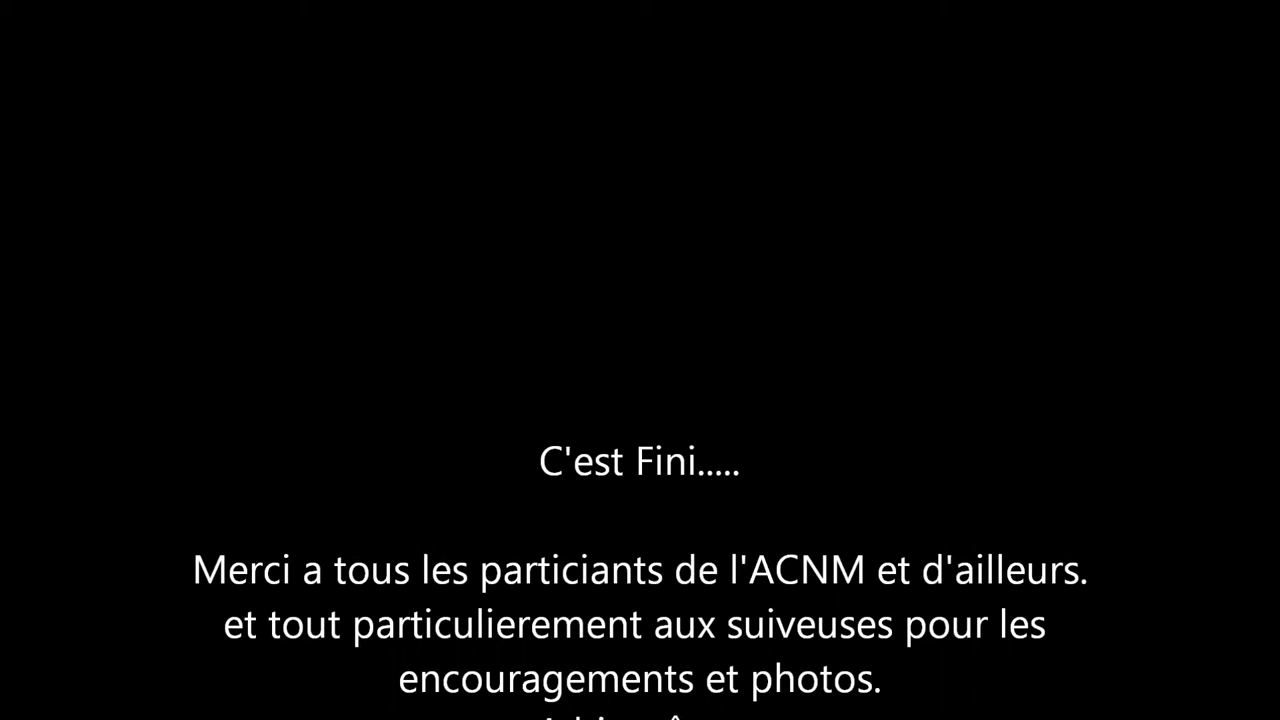 C'est Fini.....
Merci a tous les particiants de l'ACNM et d'ailleurs.
et tout particulierement aux suiveuses pour les
encouragements et photos.